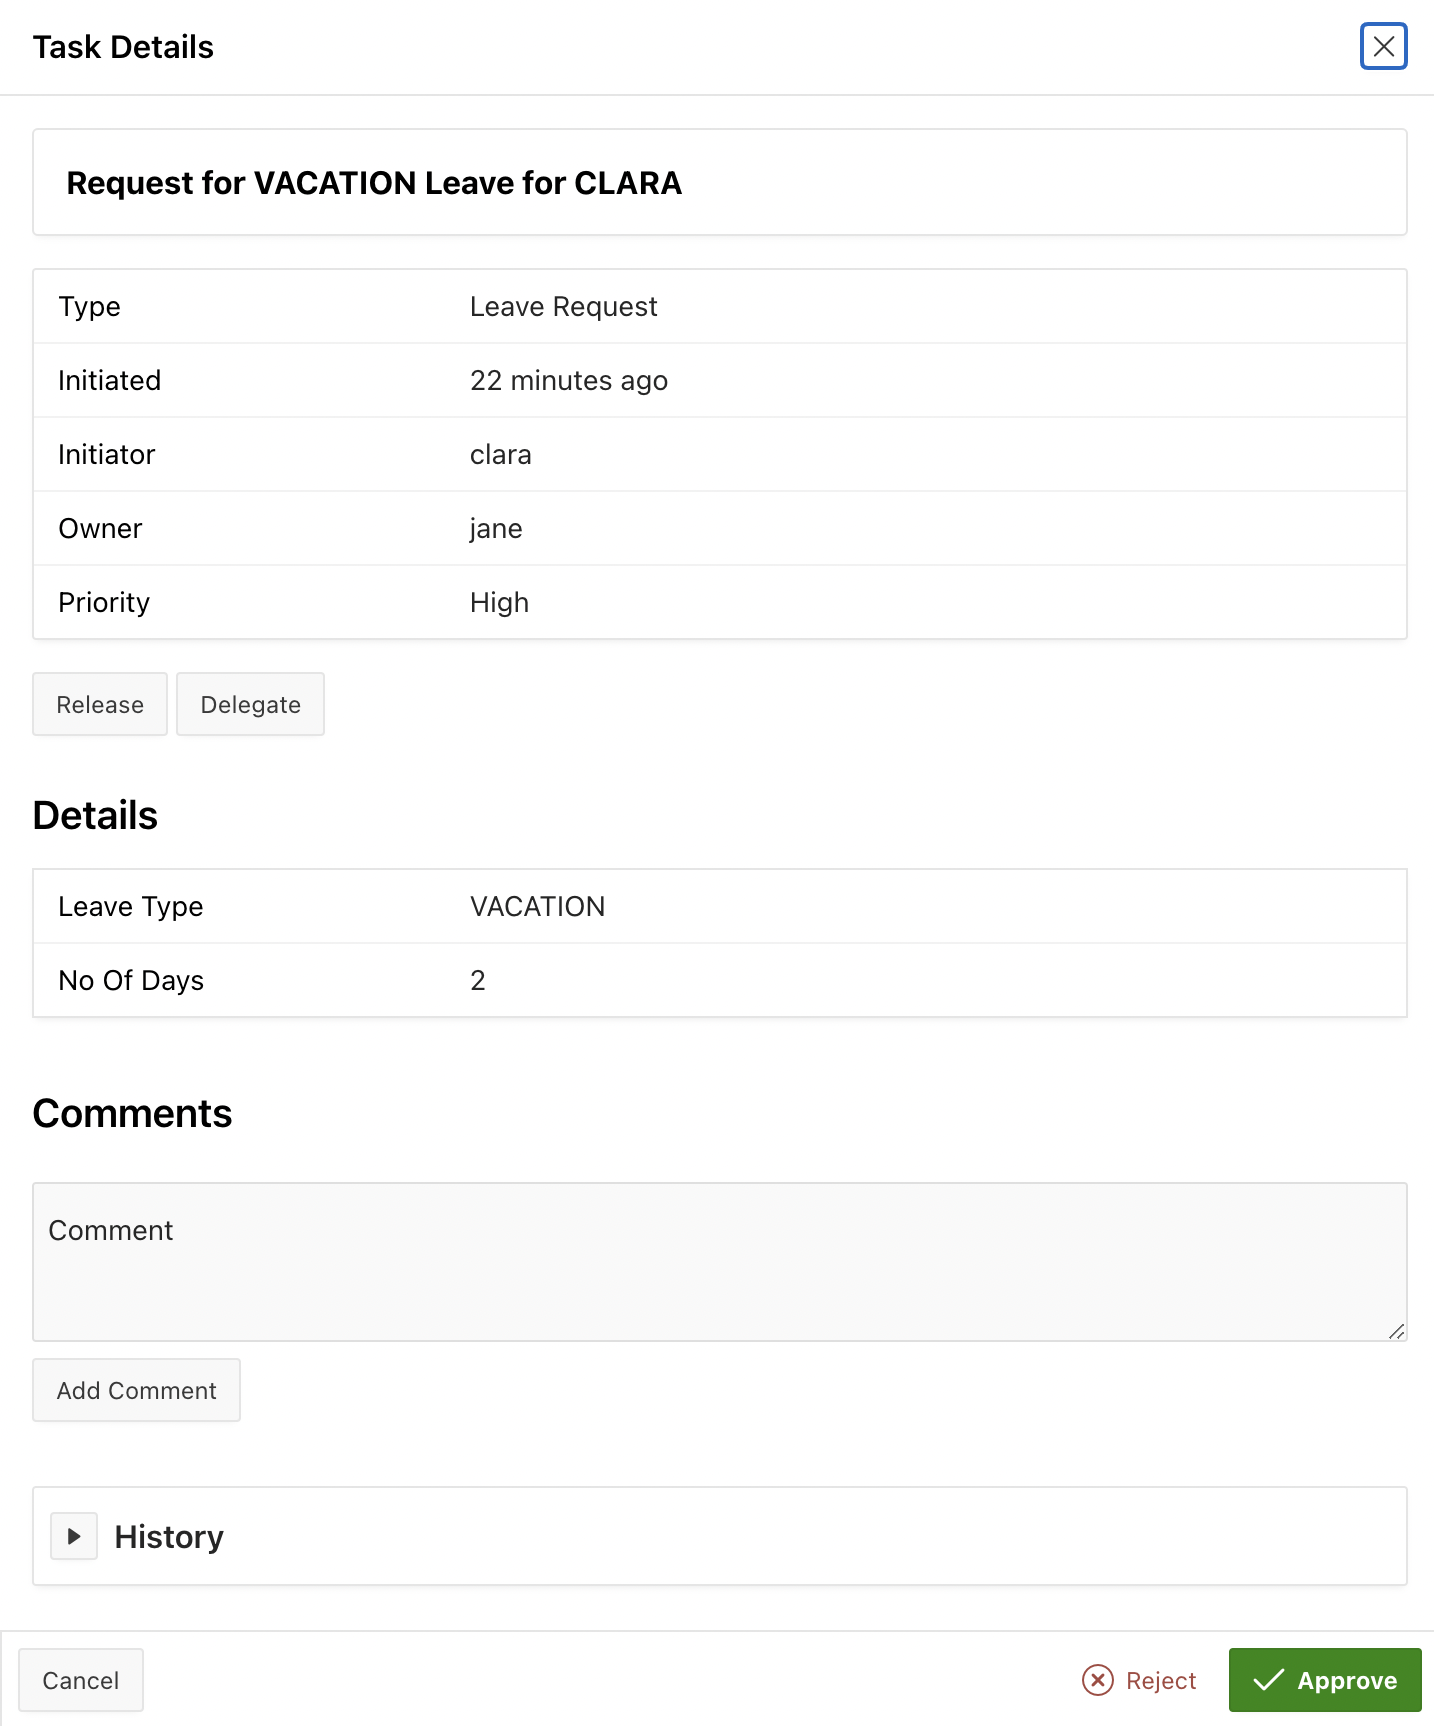 Task Details
Request for VACATION Leave for CLARA
Type Leave Request
Initiated 22 minutes ago
Initiator clara
Owner jane
Priority High
Release Delegate
Details
Leave Type VACATION
No Of Days 2
Comments
Comment
Add Comment
History
Cancel Reject Approve